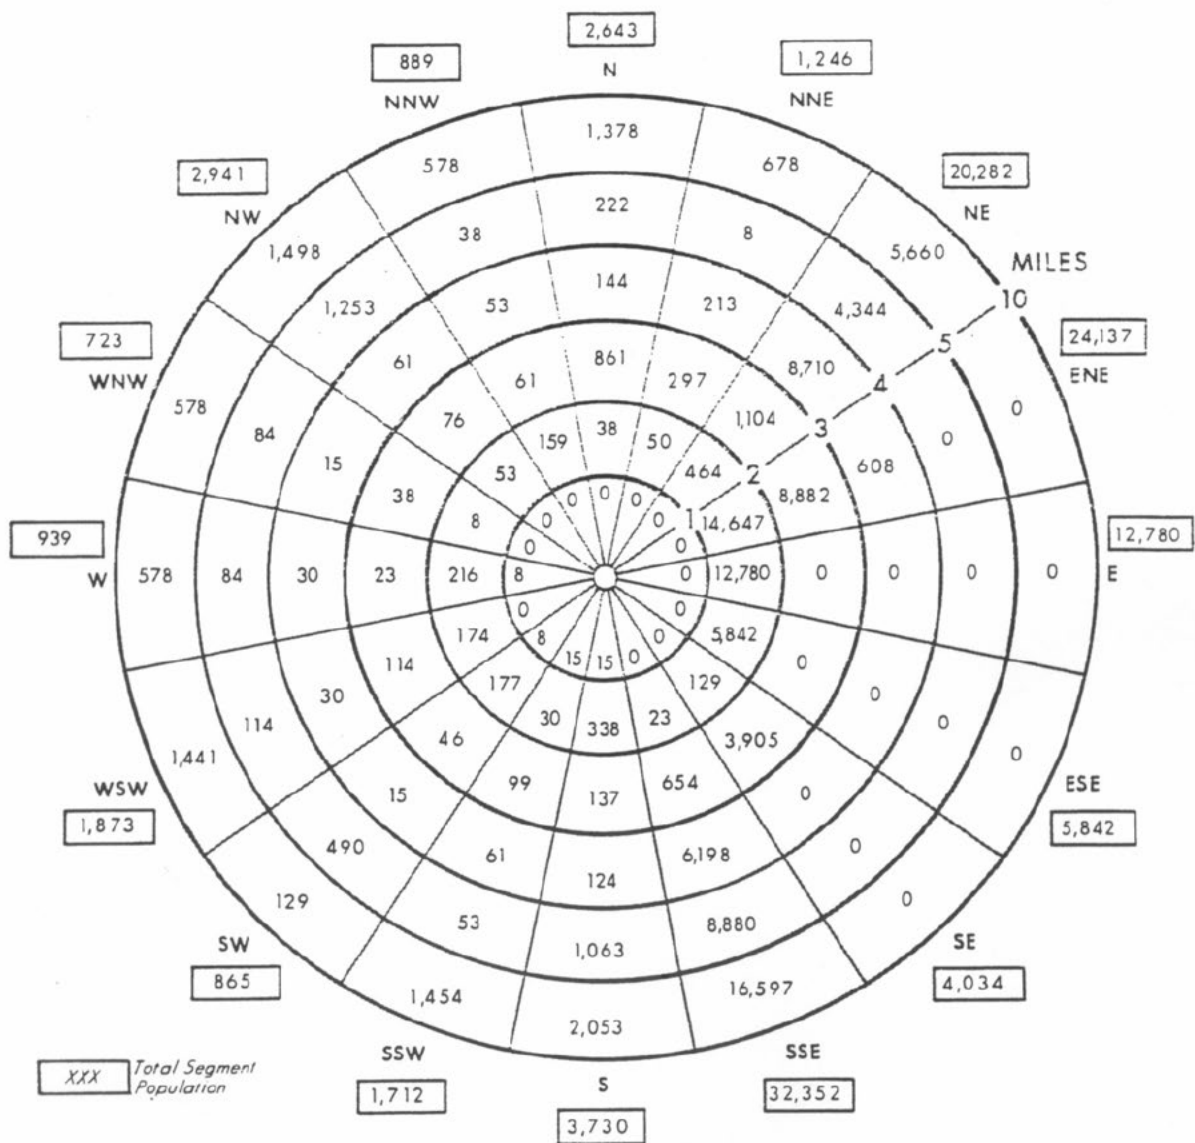 2,643
889 N 1,246
NNW NNE
1,378
578 678
2,941 20,282
NW 222 NE
38 8
1,498 5,660
MILES
144
1,253 53 213 4,344 10
723 5 24,137
WNW 61 861 8,710 ENE
61 297 4
578 76 1,104 0
84 159 38 50 3 0
15 53 464 2 608
38 0 0 0 8,882
8 0 0 1 14,647
939 0 0 12,780
W 578 84 30 23 216 8 0 12,780 0 0 0 0 E
0 0
174 8 0 5,842
114 15 15 0 0
30 177 129 0
114 30 338 23 0
1,441 46 3,905 0
WSW 99 137 654 ESE
1,873 15 0 5,842
490 61 6,198 0
124
129 0
53 8,880
SW 1,063 SE
865 1,454 16,597 4,034
2,053
SSW SSE
XXX Total Segment
Population
1,712 S 32,352
3,730